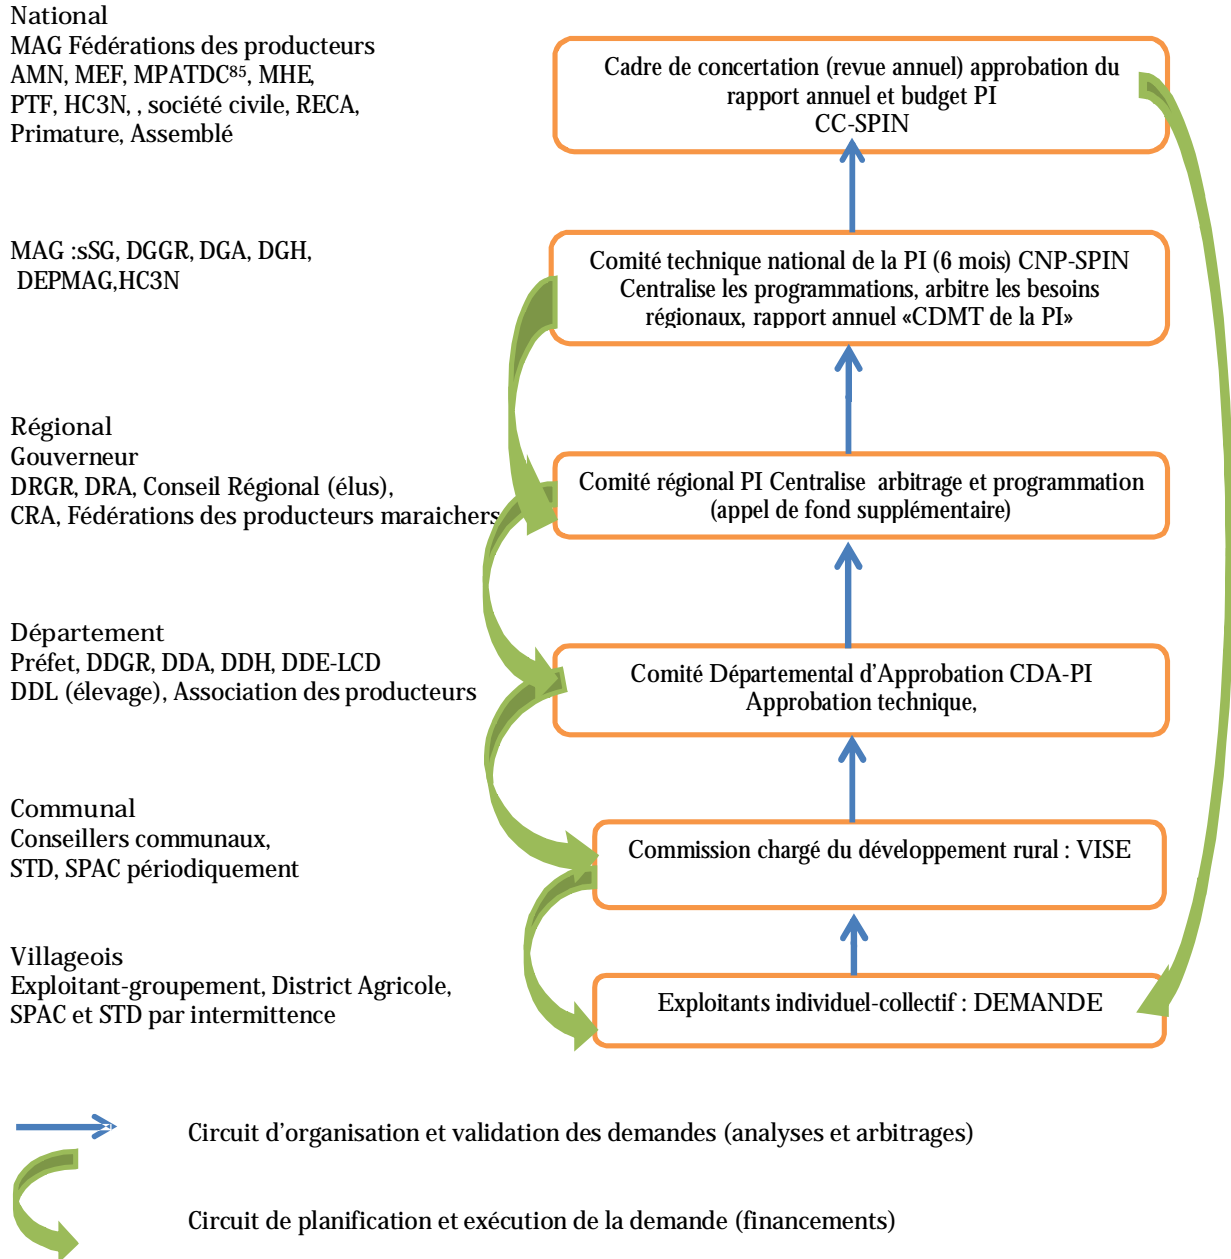 National
MAG Fédérations des producteurs
AMN, MEF, MPATDC⁸⁵, MHE,
PTF, HC3N, , société civile, RECA,
Primature, Assemblé
Cadre de concertation (revue annuel) approbation du
rapport annuel et budget PI
CC-SPIN
MAG :sSG, DGGR, DGA, DGH,
DEPMAG,HC3N
Comité technique national de la PI (6 mois) CNP-SPIN
Centralise les programmations, arbitre les besoins
régionaux, rapport annuel «CDMT de la PI»
Régional
Gouverneur
DRGR, DRA, Conseil Régional (élus),
CRA, Fédérations des producteurs maraichers
Comité régional PI Centralise arbitrage et programmation
(appel de fond supplémentaire)
Département
Préfet, DDGR, DDA, DDH, DDE-LCD
DDL (élevage), Association des producteurs
Comité Départemental d'Approbation CDA-PI
Approbation technique,
Communal
Conseillers communaux,
STD, SPAC périodiquement
Commission chargé du développement rural : VISE
Villageois
Exploitant-groupement, District Agricole,
SPAC et STD par intermittence
Exploitants individuel-collectif : DEMANDE
Circuit d'organisation et validation des demandes (analyses et arbitrages)
Circuit de planification et exécution de la demande (financements)